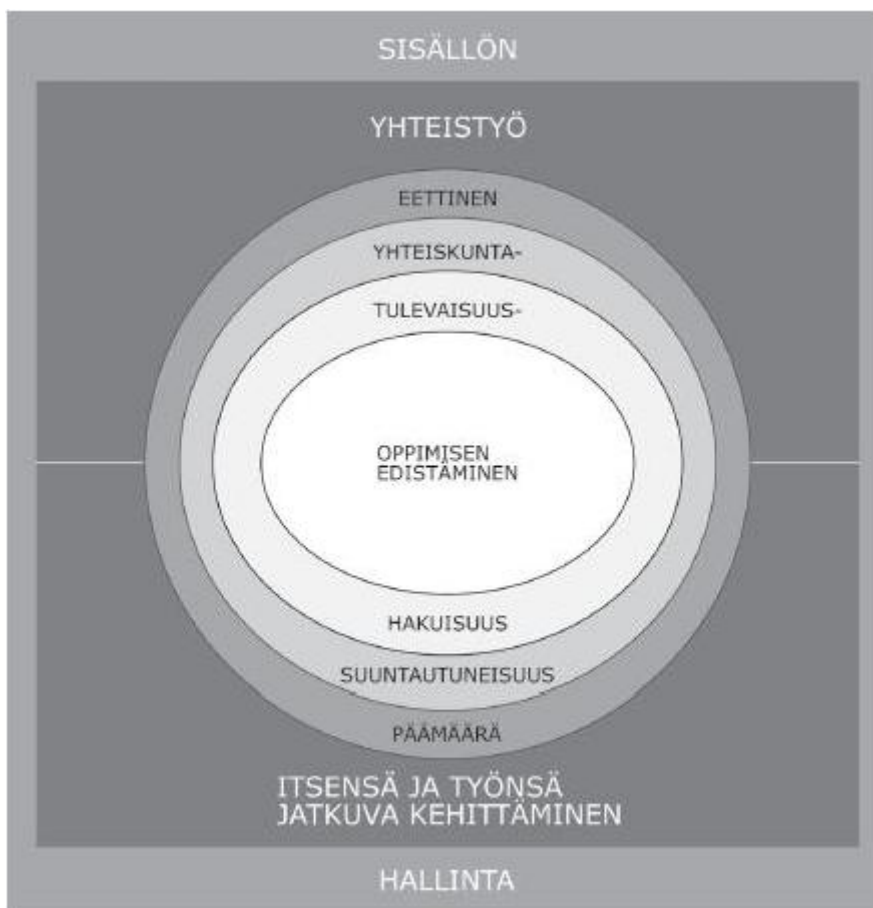 SISÄLLÖN
YHTEISTYÖ
EETTINEN
YHTEISKUNTA-
TULEVAISUUS-
OPPIMISEN
EDISTÄMINEN
HAKUISUUS
SUUNTAUTUNEISUUS
PÄÄMÄÄRÄ
ITSENSÄ JA TYÖNSÄ
JATKUVA KEHITTÄMINEN
HALLINTA